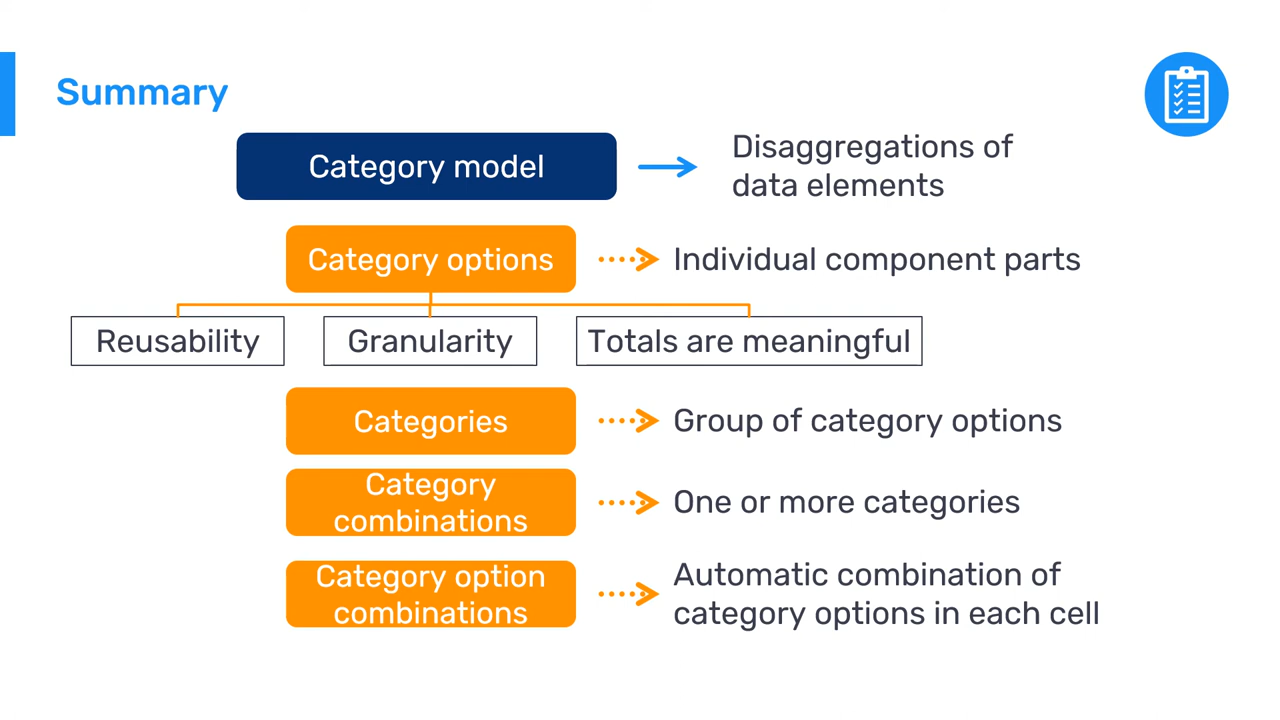 Summary
Category model
Disaggregations of
data elements
Category options
Individual component parts
Reusability
Granularity
Totals are meaningful
Categories
Group of category options
Category
combinations
One or more categories
Category option
combinations
Automatic combination of
category options in each cell